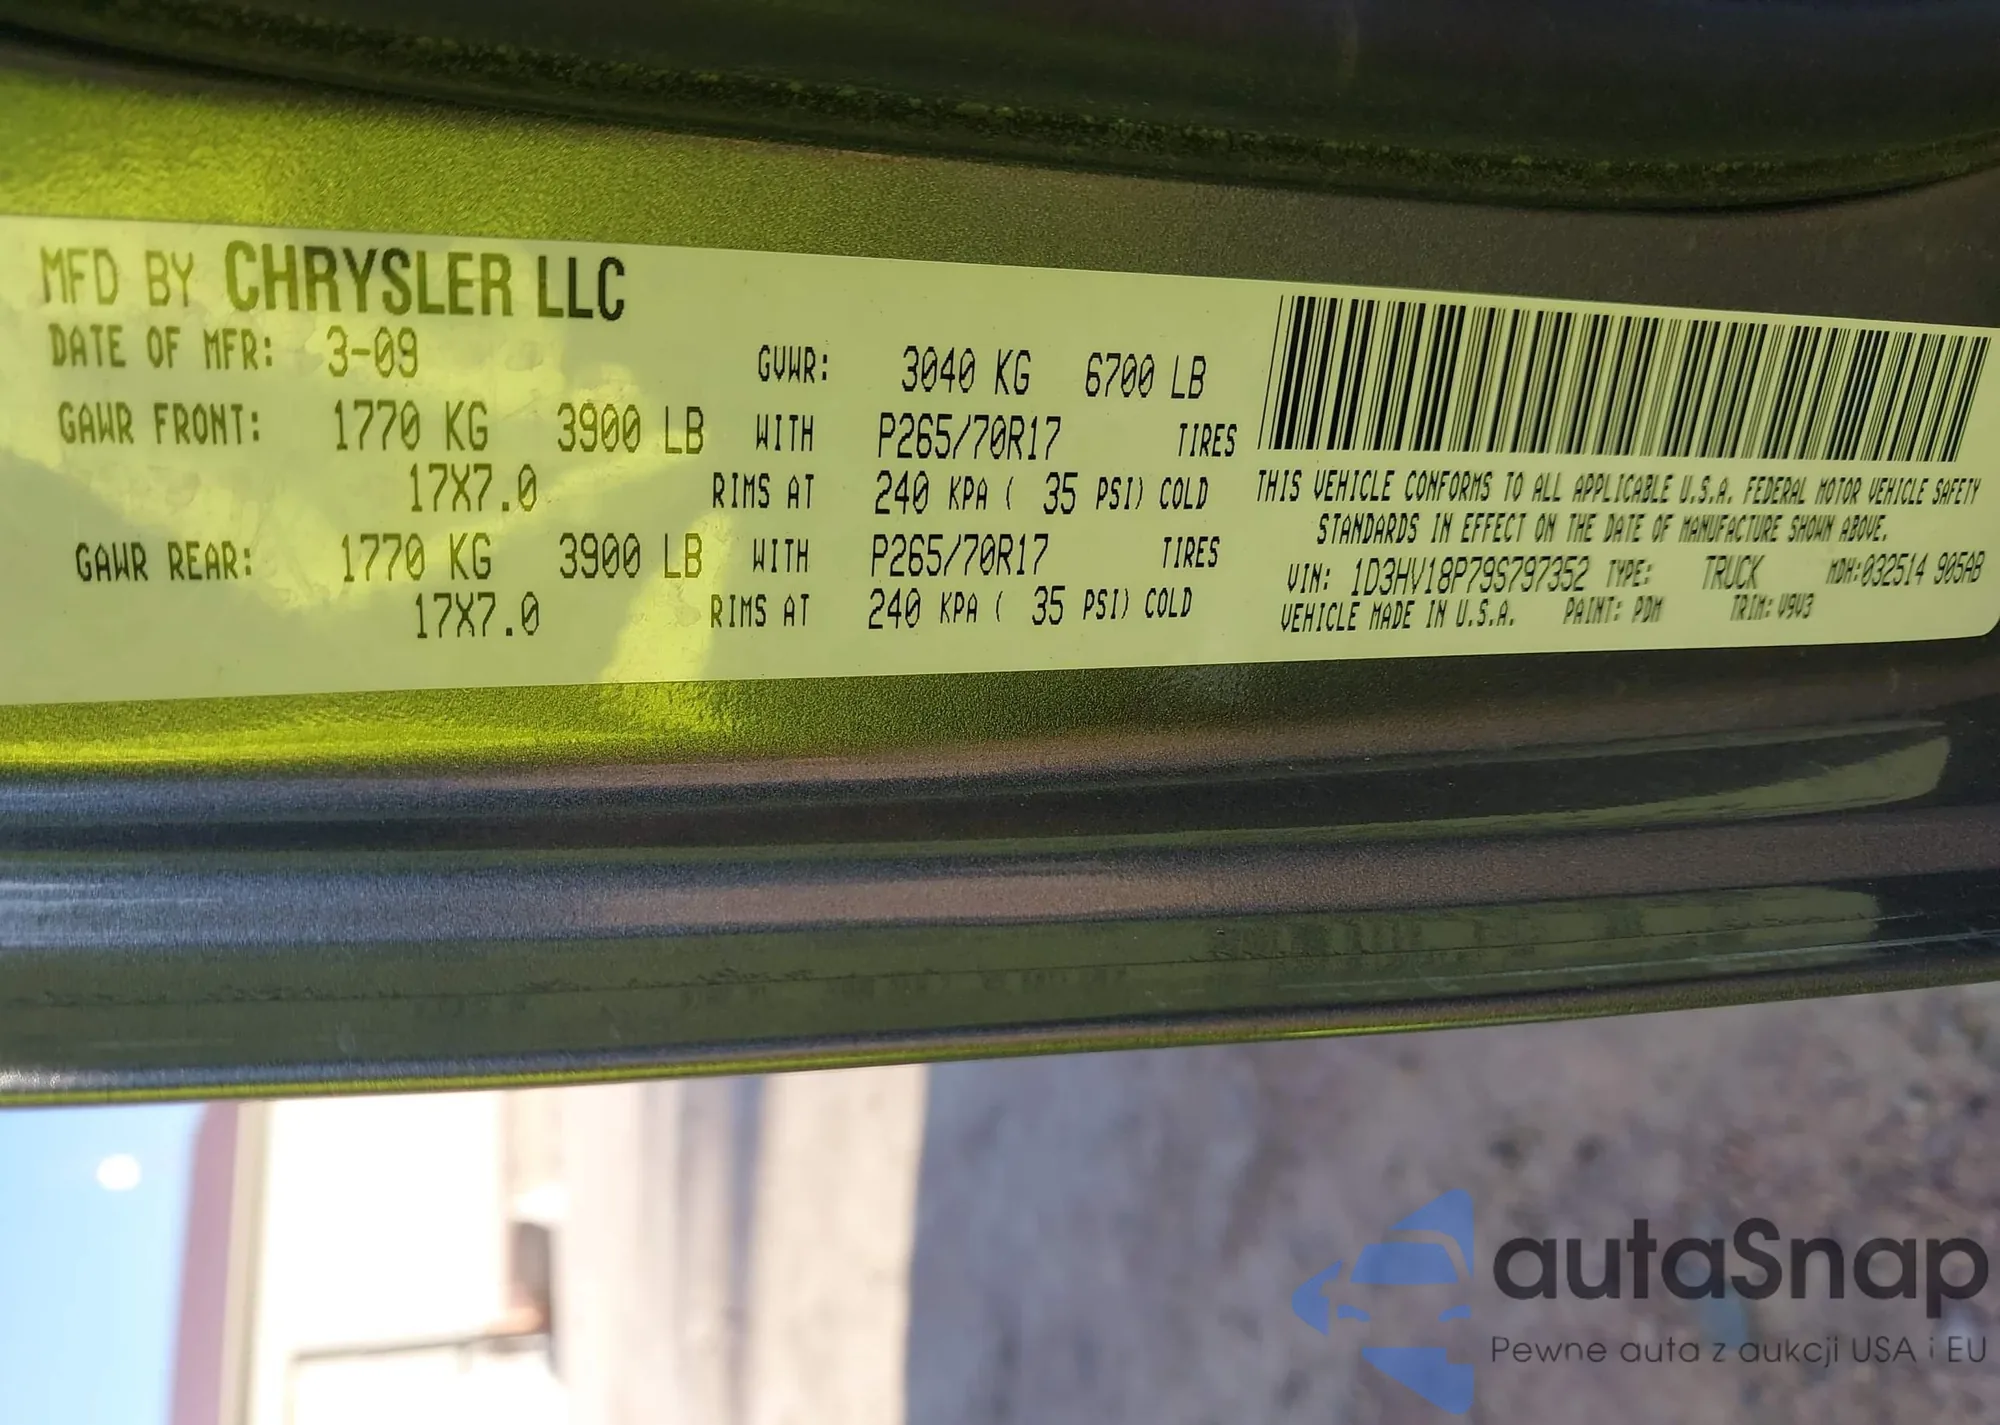 MFD BY CHRYSLER LLC
DATE OF MFR: 3-09 GVWR: 3040 KG 6700 LB
GAWR FRONT: 1770 KG 3900 LB WITH P265/70R17 TIRES
17X7.0 RIMS AT 240 KPA ( 35 PSI) COLD
GAWR REAR: 1770 KG 3900 LB WITH P265/70R17 TIRES
17X7.0 RIMS AT 240 KPA ( 35 PSI) COLD
THIS VEHICLE CONFORMS TO ALL APPLICABLE U.S.A. FEDERAL MOTOR VEHICLE SAFETY
STANDARDS IN EFFECT ON THE DATE OF MANUFACTURE SHOWN ABOVE.
VIN: 1D3HV18P79S797352 TYPE: TRUCK MDH:032514 905AB
VEHICLE MADE IN U.S.A. PAINT: PDM TRIM: V9V3
autaSnap
Pewne auta z aukcji USA i EU